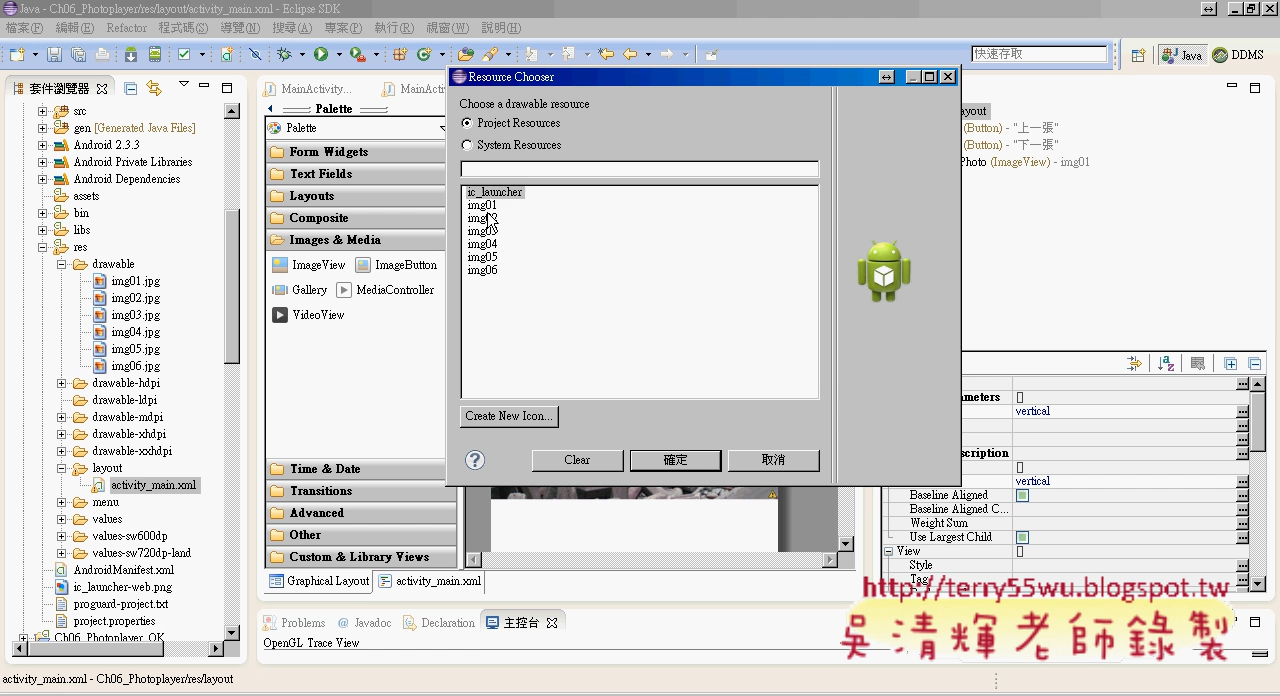 Java - Ch06_Photoplayer/res/layout/activity_main.xml - Eclipse SDK
檔案(F) 編輯(E) Refactor 程式碼(S) 導覽(N) 搜尋(A) 專案(P) 執行(R) 視窗(W) 說明(H)
快速存取
Java
DDMS
套件瀏覽器
src
gen [Generated Java Files]
Android 2.3.3
Android Private Libraries
Android Dependencies
assets
bin
libs
res
drawable
img01.jpg
img02.jpg
img03.jpg
img04.jpg
img05.jpg
img06.jpg
drawable-hdpi
drawable-ldpi
drawable-mdpi
drawable-xhdpi
drawable-xxhdpi
layout
activity_main.xml
menu
values
values-sw600dp
values-sw720dp-land
AndroidManifest.xml
ic_launcher-web.png
proguard-project.txt
project.properties
Ch06_Photoplayer_OK
MainActivity...
MainActi
Palette
Palette
Form Widgets
Text Fields
Layouts
Composite
Images & Media
ImageView
ImageButton
Gallery
MediaController
VideoView
Time & Date
Transitions
Advanced
Other
Custom & Library Views
Graphical Layout
activity_main.xml
Resource Chooser
Choose a drawable resource
Project Resources
System Resources
ic_launcher
img01
img03
img04
img05
img06
Create New Icon...
Clear
確定
取消
ayout
(Button) - "上一張"
(Button) - "下一張"
Photo (ImageView) - img01
ameters
[]
vertical
scription
[]
vertical
Baseline Aligned
Baseline Aligned C...
Weight Sum
Use Largest Child
View
[]
Style
Tag
Problems
Javadoc
Declaration
主控台
OpenGL Trace View
http://terry55wu.blogspot.tw
吳清輝老師錄製
activity_main.xml - Ch06_Photoplayer/res/layout